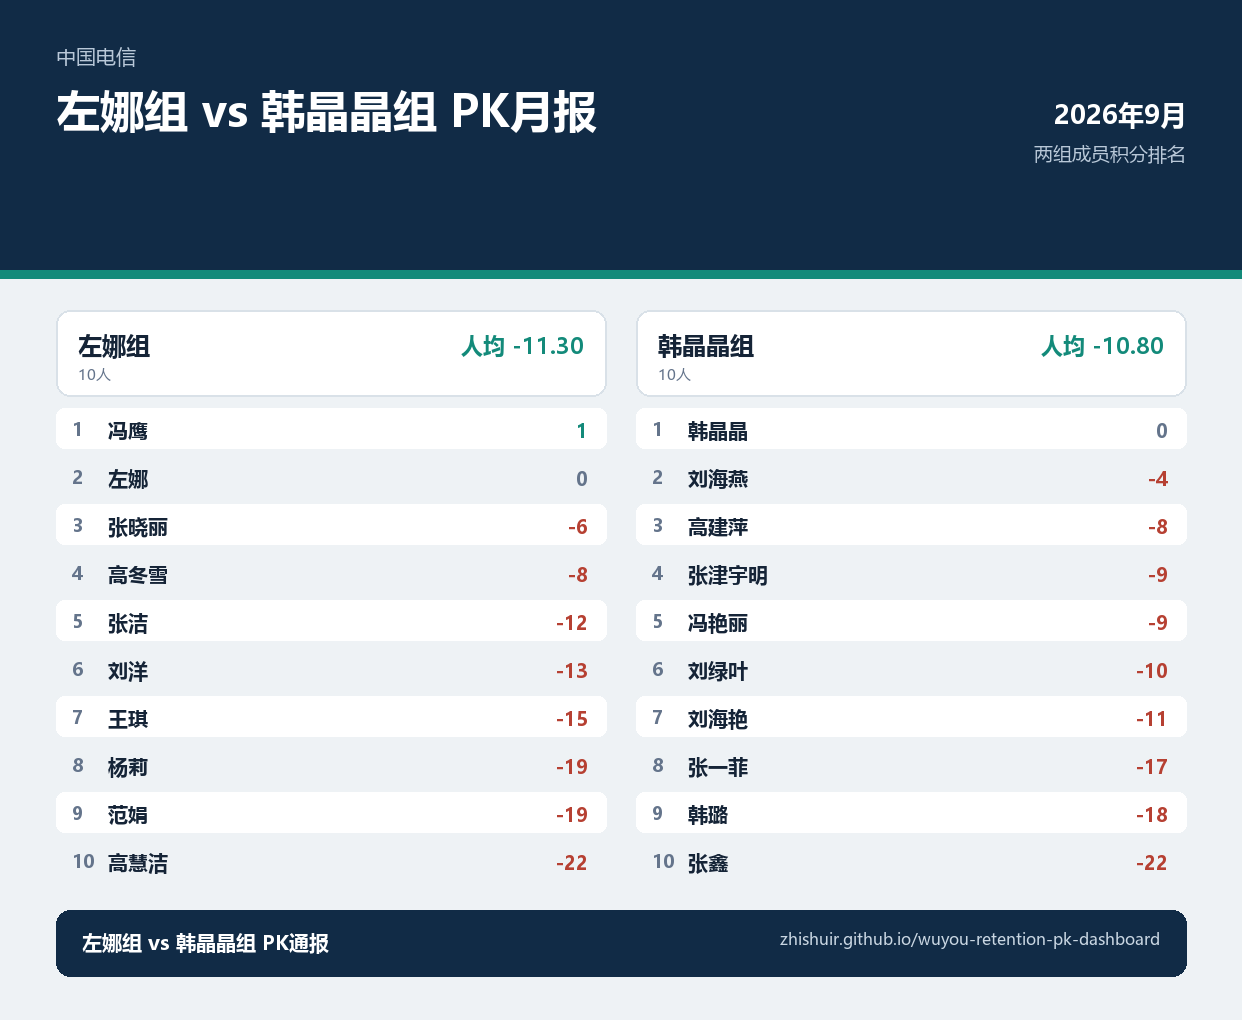 中国电信
左娜组 vs 韩晶晶组 PK月报
2026年9月
两组成员积分排名
左娜组 人均 -11.30
10人
1 冯鹰 1
2 左娜 0
3 张晓丽 -6
4 高冬雪 -8
5 张洁 -12
6 刘洋 -13
7 王琪 -15
8 杨莉 -19
9 范娟 -19
10 高慧洁 -22
韩晶晶组 人均 -10.80
10人
1 韩晶晶 0
2 刘海燕 -4
3 高建萍 -8
4 张津宇明 -9
5 冯艳丽 -9
6 刘绿叶 -10
7 刘海艳 -11
8 张一菲 -17
9 韩璐 -18
10 张鑫 -22
左娜组 vs 韩晶晶组 PK通报
zhishuir.github.io/wuyou-retention-pk-dashboard